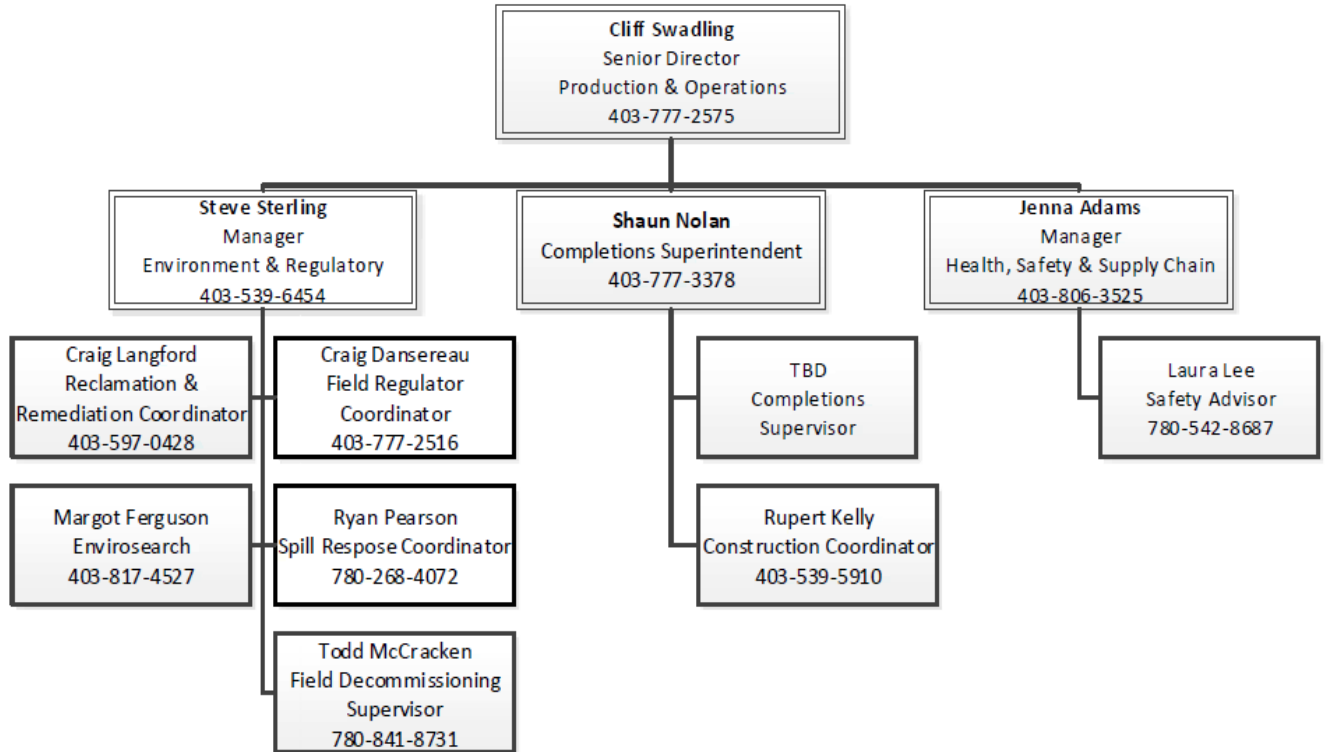 Cliff Swadling
Senior Director
Production & Operations
403-777-2575
Steve Sterling
Manager
Environment & Regulatory
403-539-6454
Shaun Nolan
Completions Superintendent
403-777-3378
Jenna Adams
Manager
Health, Safety & Supply Chain
403-806-3525
Craig Langford
Reclamation &
Remediation Coordinator
403-597-0428
Craig Dansereau
Field Regulator
Coordinator
403-777-2516
TBD
Completions
Supervisor
Laura Lee
Safety Advisor
780-542-8687
Margot Ferguson
Envirosearch
403-817-4527
Ryan Pearson
Spill Respose Coordinator
780-268-4072
Rupert Kelly
Construction Coordinator
403-539-5910
Todd McCracken
Field Decommissioning
Supervisor
780-841-8731